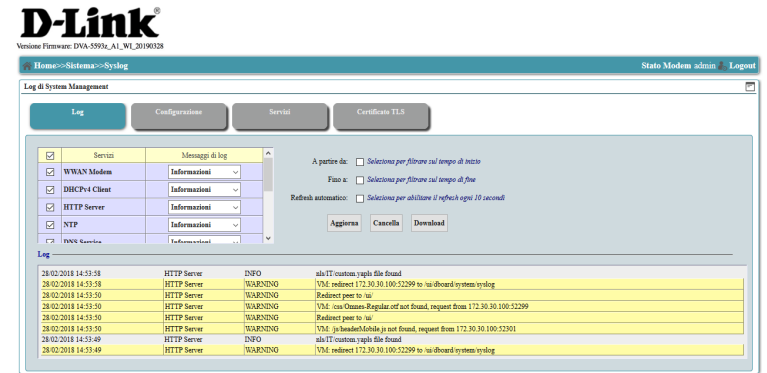 D-Link®
Versione Firmware: DVA-5593z_A1_WI_20190328
Home>>Sistema>>Syslog Stato Modem admin Logout
Log di System Management
Log Configurazione Servizi Certificato TLS
Servizi Messaggi di log
WWAN Modem Informazioni
DHCPv4 Client Informazioni
HTTP Server Informazioni
NTP Informazioni
DNS Service Informazioni
A partire da: Seleziona per filtrare sul tempo di inizio
Fino a: Seleziona per filtrare sul tempo di fine
Refresh automatico: Seleziona per abilitare il refresh ogni 10 secondi
Aggiorna Cancella Download
Log
28/02/2018 14:53:58 HTTP Server INFO nls/IT/custom.yapls file found
28/02/2018 14:53:58 HTTP Server WARNING VM: redirect 172.30.30.100:52299 to /ui/dboard/system/syslog
28/02/2018 14:53:50 HTTP Server WARNING Redirect peer to /ui/
28/02/2018 14:53:50 HTTP Server WARNING VM: /css/Omnes-Regular.otf not found, request from 172.30.30.100:52299
28/02/2018 14:53:50 HTTP Server WARNING Redirect peer to /ui/
28/02/2018 14:53:50 HTTP Server WARNING VM: /js/headerMobile.js not found, request from 172.30.30.100:52301
28/02/2018 14:53:49 HTTP Server INFO nls/IT/custom.yapls file found
28/02/2018 14:53:49 HTTP Server WARNING VM: redirect 172.30.30.100:52299 to /ui/dboard/system/syslog